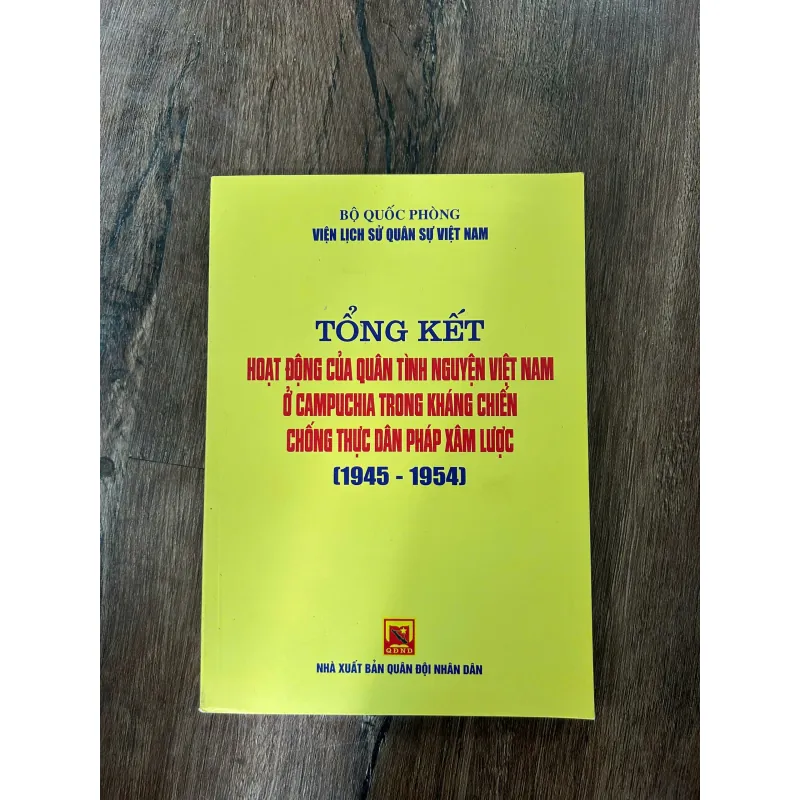 BỘ QUỐC PHÒNG
VIỆN LỊCH SỬ QUÂN SỰ VIỆT NAM
TỔNG KẾT
HOẠT ĐỘNG CỦA QUÂN TÌNH NGUYỆN VIỆT NAM
Ở CAMPUCHIA TRONG KHÁNG CHIẾN
CHỐNG THỰC DÂN PHÁP XÂM LƯỢC
(1945 - 1954)
QĐND
NHÀ XUẤT BẢN QUÂN ĐỘI NHÂN DÂN